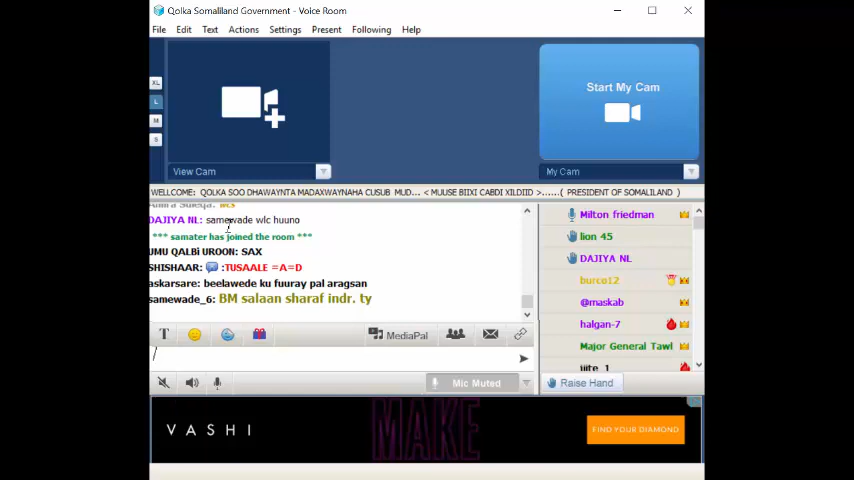 Qolka Somaliland Government - Voice Room
File Edit Text Actions Settings Present Following Help
XL
L
M
S
Start My Cam
View Cam
My Cam
WELLCOME: QOLKA SOO DHAWAYNTA MADAXWAYNAHA CUSUB MUD... < MUUSE BIIXI CABDI XILDIID >......( PRESIDENT OF SOMALILAND )
DAJIYA NL: samewade wlc huuno
*** samater has joined the room ***
UMU QALBi UROON: SAX
SHISHAAR: :TUSAALE =A=D
askarsare: beelawede ku fuuray pal aragsan
samewade_6: BM salaan sharaf indr. ty
T
MediaPal
/
Mic Muted
Milton friedman
lion 45
DAJIYA NL
burco12
@maskab
halgan-7
Major General Tawl
jiite_1
Raise Hand
VASHI
MAKE
FIND YOUR DIAMOND